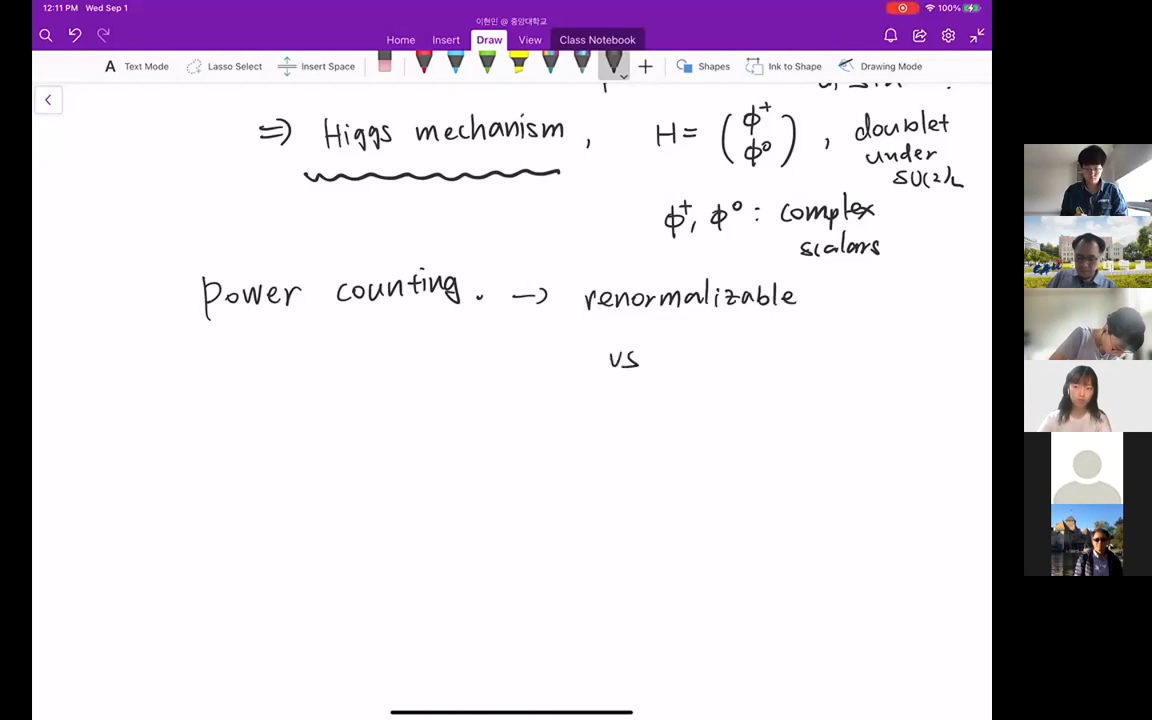 12:11 PM Wed Sep 1
100%
이현민 @ 중앙대학교
Home Insert Draw View Class Notebook
A Text Mode Lasso Select Insert Space Shapes Ink to Shape Drawing Mode
⇒ Higgs mechanism, H = (ϕ⁺ ϕ⁰), doublet
under
SU(2)L
ϕ⁺, ϕ⁰ : complex
scalars
Power counting. → renormalizable
vs